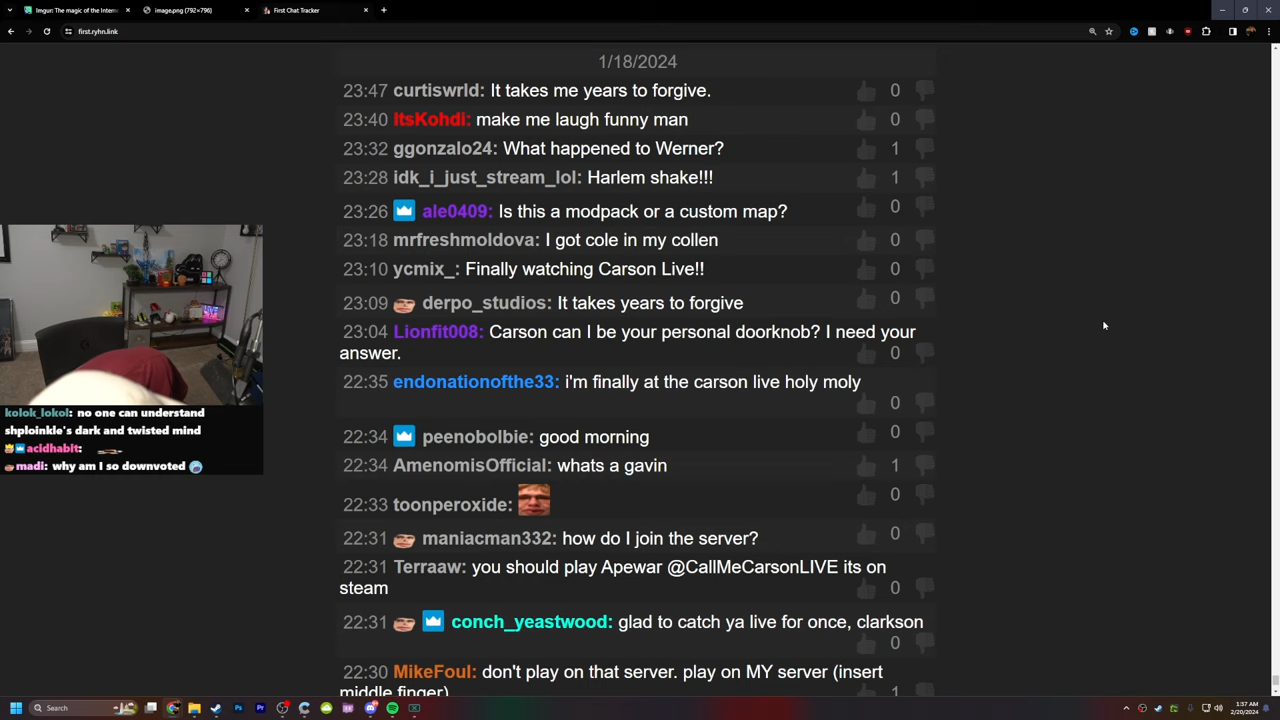 Imgur: The magic of the Interne
image.png (792×796)
First Chat Tracker
first.ryhn.link
1/18/2024
23:47 curtiswrld: It takes me years to forgive. 0
23:40 ItsKohdi: make me laugh funny man 0
23:32 ggonzalo24: What happened to Werner? 1
23:28 idk_i_just_stream_lol: Harlem shake!!! 1
23:26 ale0409: Is this a modpack or a custom map? 0
23:18 mrfreshmoldova: I got cole in my collen 0
23:10 ycmix_: Finally watching Carson Live!! 0
23:09 derpo_studios: It takes years to forgive 0
23:04 Lionfit008: Carson can I be your personal doorknob? I need your
answer. 0
22:35 endonationofthe33: i'm finally at the carson live holy moly
0
22:34 peenobolbie: good morning 0
22:34 AmenomisOfficial: whats a gavin 1
22:33 toonperoxide: 0
22:31 maniacman332: how do I join the server? 0
22:31 Terraaw: you should play Apewar @CallMeCarsonLIVE its on
steam 0
22:31 conch_yeastwood: glad to catch ya live for once, clarkson
0
22:30 MikeFoul: don't play on that server. play on MY server (insert
middle finger) 1
kolok_lokol: no one can understand
shploinkle's dark and twisted mind
acidhabit:
madi: why am I so downvoted
Search
1:37 AM
2/20/2024